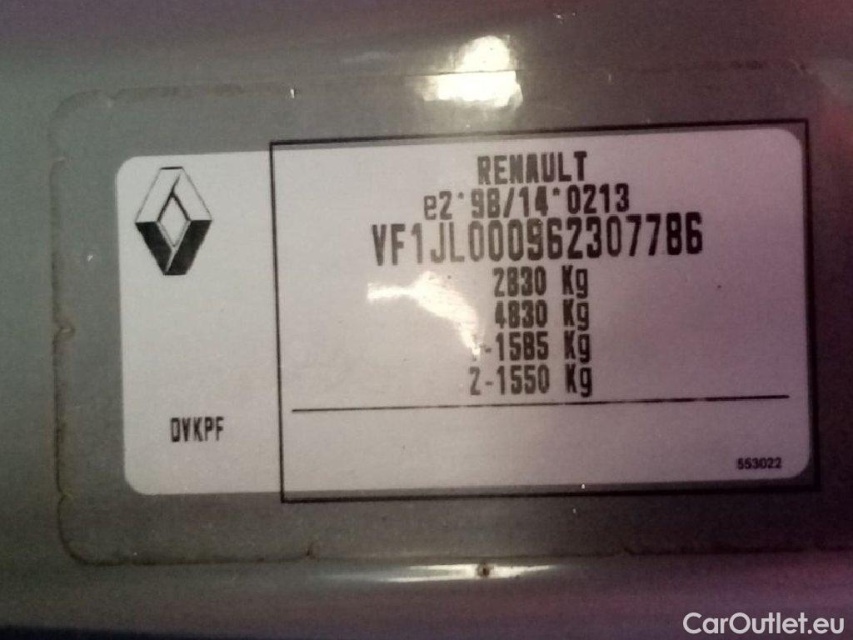 RENAULT
e2*98/14*0213
VF1JL000962307786
2830 Kg
4830 Kg
1-1585 Kg
2-1550 Kg
DVKPF
553022
CarOutlet.eu